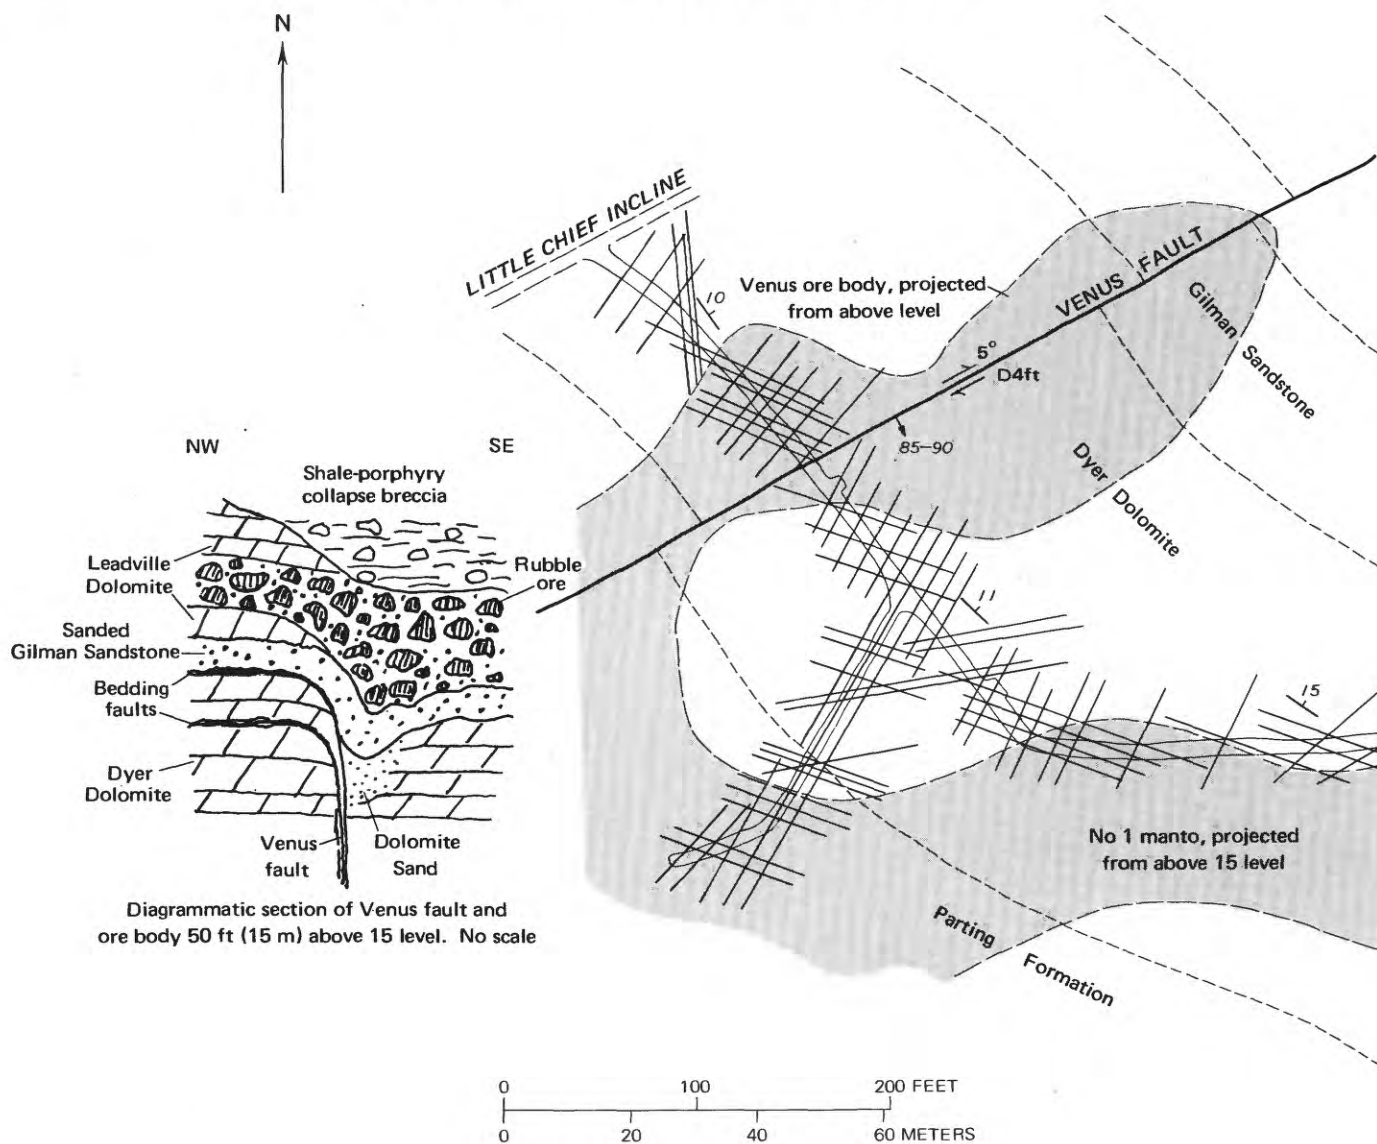 N
LITTLE CHIEF INCLINE
10
Venus ore body, projected
from above level
VENUS FAULT
5°
D4ft
85–90
Gilman Sandstone
Dyer Dolomite
11
15
No 1 manto, projected
from above 15 level
Parting Formation
NW
SE
Shale-porphyry
collapse breccia
Leadville
Dolomite
Rubble
ore
Sanded
Gilman Sandstone
Bedding
faults
Dyer
Dolomite
Venus
fault
Dolomite
Sand
Diagrammatic section of Venus fault and
ore body 50 ft (15 m) above 15 level. No scale
0 100 200 FEET
0 20 40 60 METERS